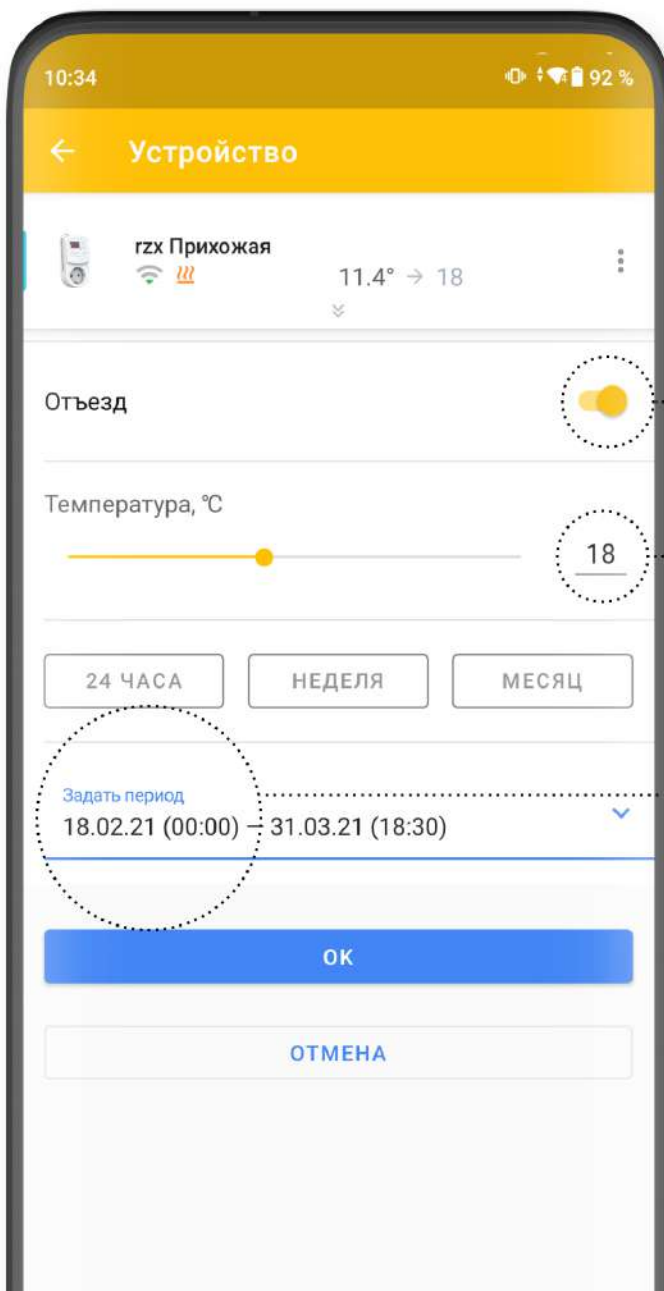 10:34
92 %
Устройство
rzx Прихожая
11.4° → 18
Отъезд
Температура, °C
18
24 ЧАСА
НЕДЕЛЯ
МЕСЯЦ
Задать период
18.02.21 (00:00) – 31.03.21 (18:30)
ОК
ОТМЕНА